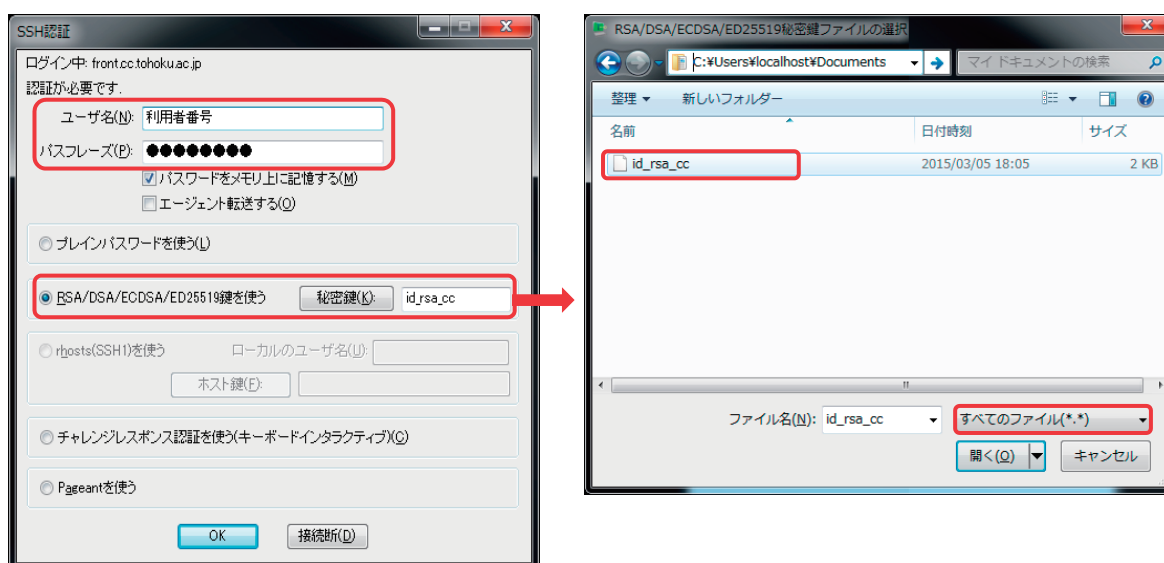 SSH認証
ログイン中: front.cc.tohoku.ac.jp
認証が必要です.
ユーザ名(N): 利用者番号
パスフレーズ(P): ●●●●●●●●
パスワードをメモリ上に記憶する(M)
エージェント転送する(O)
プレインパスワードを使う(L)
RSA/DSA/ECDSA/ED25519鍵を使う 秘密鍵(K): id_rsa_cc
rhosts(SSH1)を使う ローカルのユーザ名(U):
ホスト鍵(F):
チャレンジレスポンス認証を使う(キーボードインタラクティブ)(C)
Pageantを使う
OK 接続断(D)
RSA/DSA/ECDSA/ED25519秘密鍵ファイルの選択
C:¥Users¥localhost¥Documents マイ ドキュメントの検索
整理 新しいフォルダー
名前 日付時刻 サイズ
id_rsa_cc 2015/03/05 18:05 2 KB
ファイル名(N): id_rsa_cc すべてのファイル(*.*)
開く(O) キャンセル